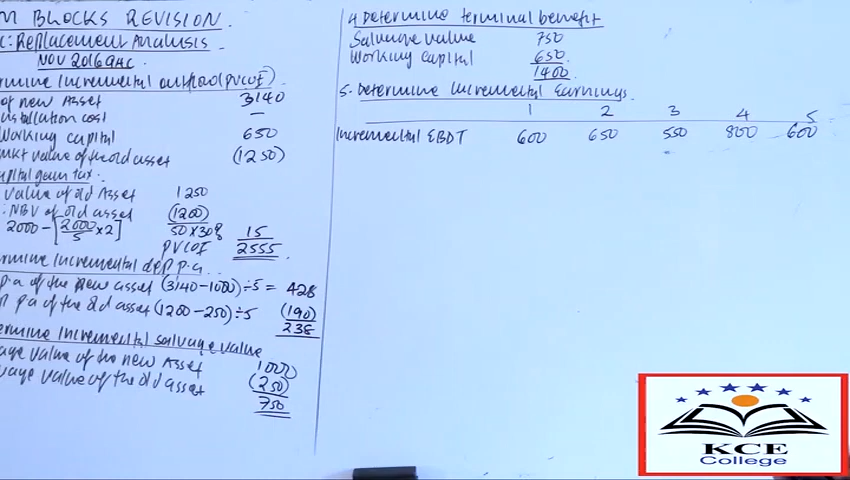 M BLOCKS REVISION
C: Replacement Analysis
NOV 2016 Q4C
ermine Incremental outflow (PVCOF)
of new Asset 3140
nstallation cost —
Working capital 650
mkt value of the old asset (1250)
apital gain tax.
value of old Asset 1250
: NBV of old asset (1200)
2000 - [2000/5 x 2] 50 x 30% 15
PVCOF 2555
ermine Incremental depn p.a.
p.a of the new asset (3140-1000)÷5 = 428
n p.a of the old asset (1200-250)÷5 (190)
238
ermine Incremental salvage value
age value of the new Asset 1000
vage value of the old asset (250)
750
4. Determine terminal benefit
Salvage value 750
Working capital 650
1400
5. Determine Incremental Earnings.
1 2 3 4 5
Incremental EBDT 600 650 550 800 600
KCE
College